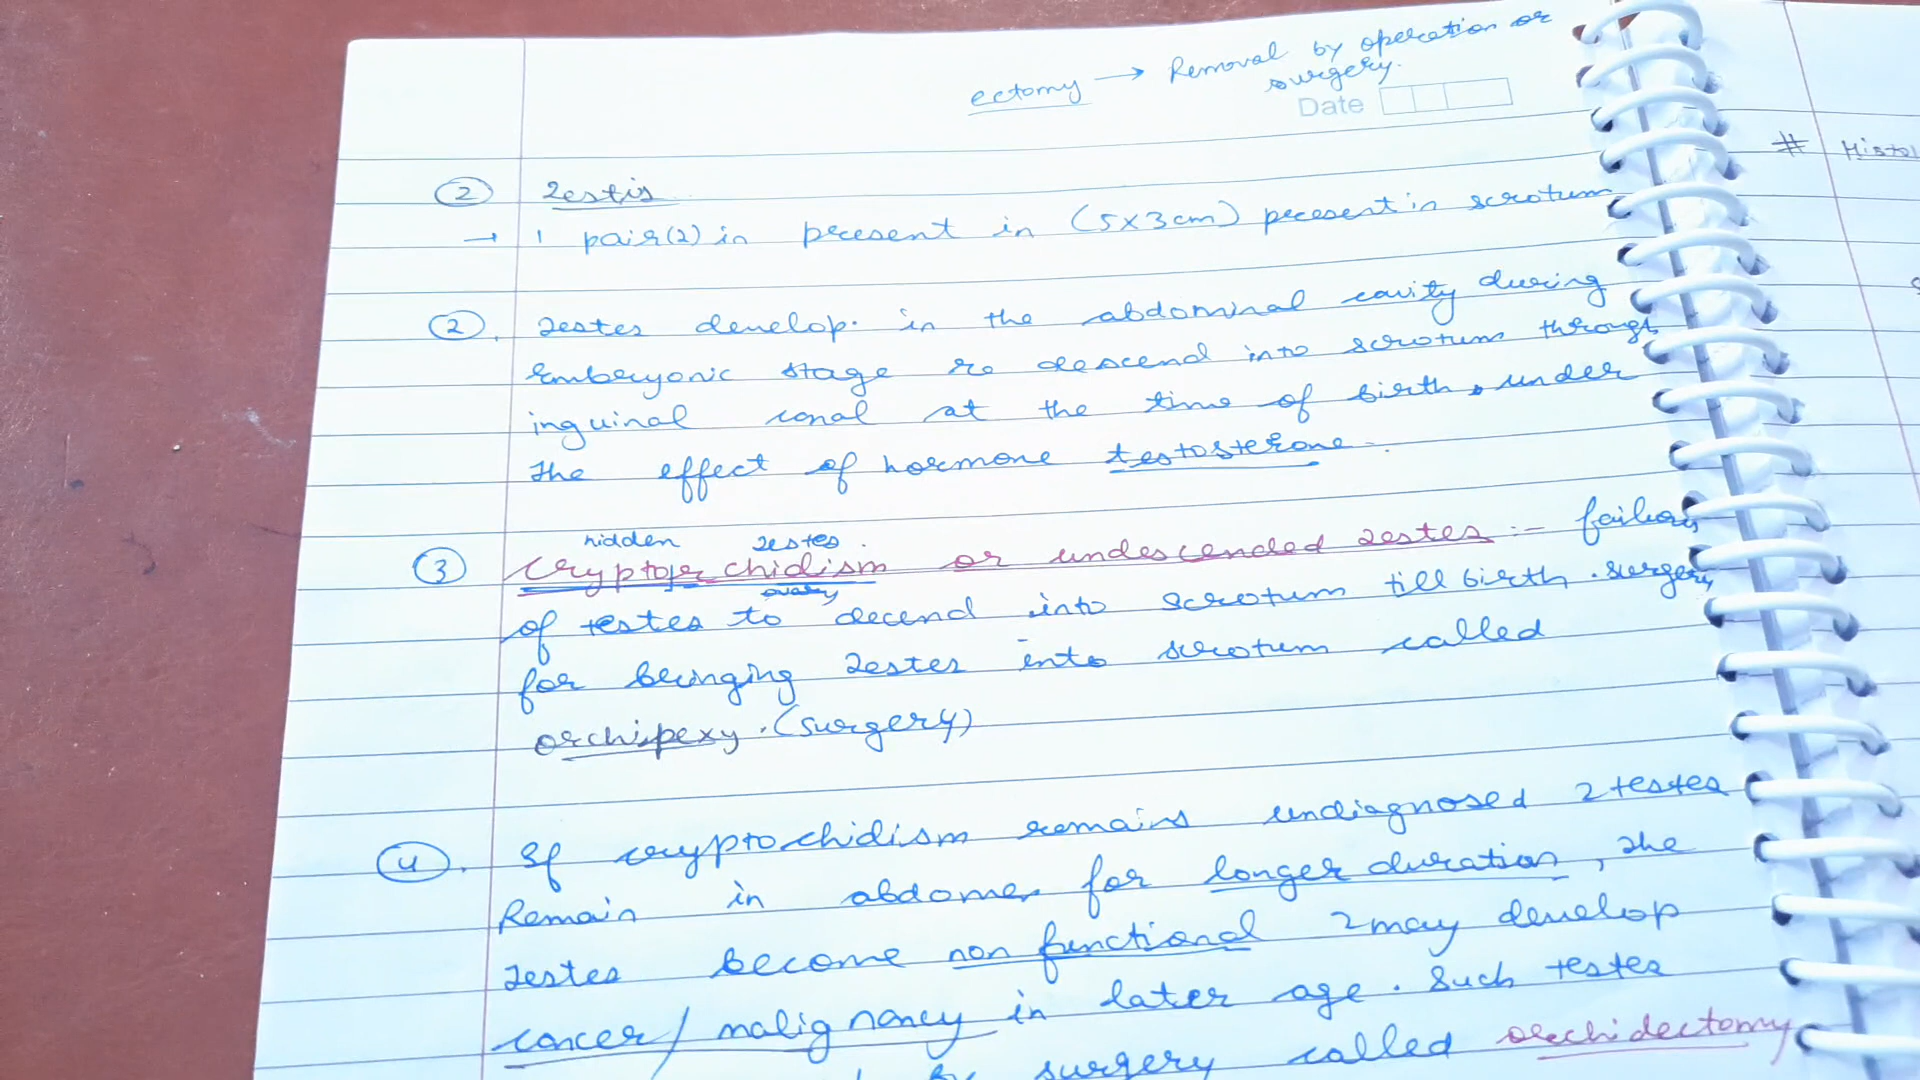 ectomy → Removal by operation or
surgery.
Date
# Histol
② Testis
→ 1 pair(2) in present in (5x3cm) present in scrotum
②. Testes develop. in the abdominal cavity during
Embryonic stage descend into scrotum through
inguinal canal at the time of birth, under
the effect of hormone testosterone.
hidden testes.
③ Cryptorchidism or undescended testes :- failure
ovary
of testes to decend into scrotum till birth. surgery
for bringing testes into scrotum called
orchipexy. (surgery)
④. If cryptochidism remains undiagnosed 2 testes
Remain in abdomen for longer duration, the
testes become non functional 2 may develop
cancer/malignancy in later age. Such testes
by surgery called orchidectomy